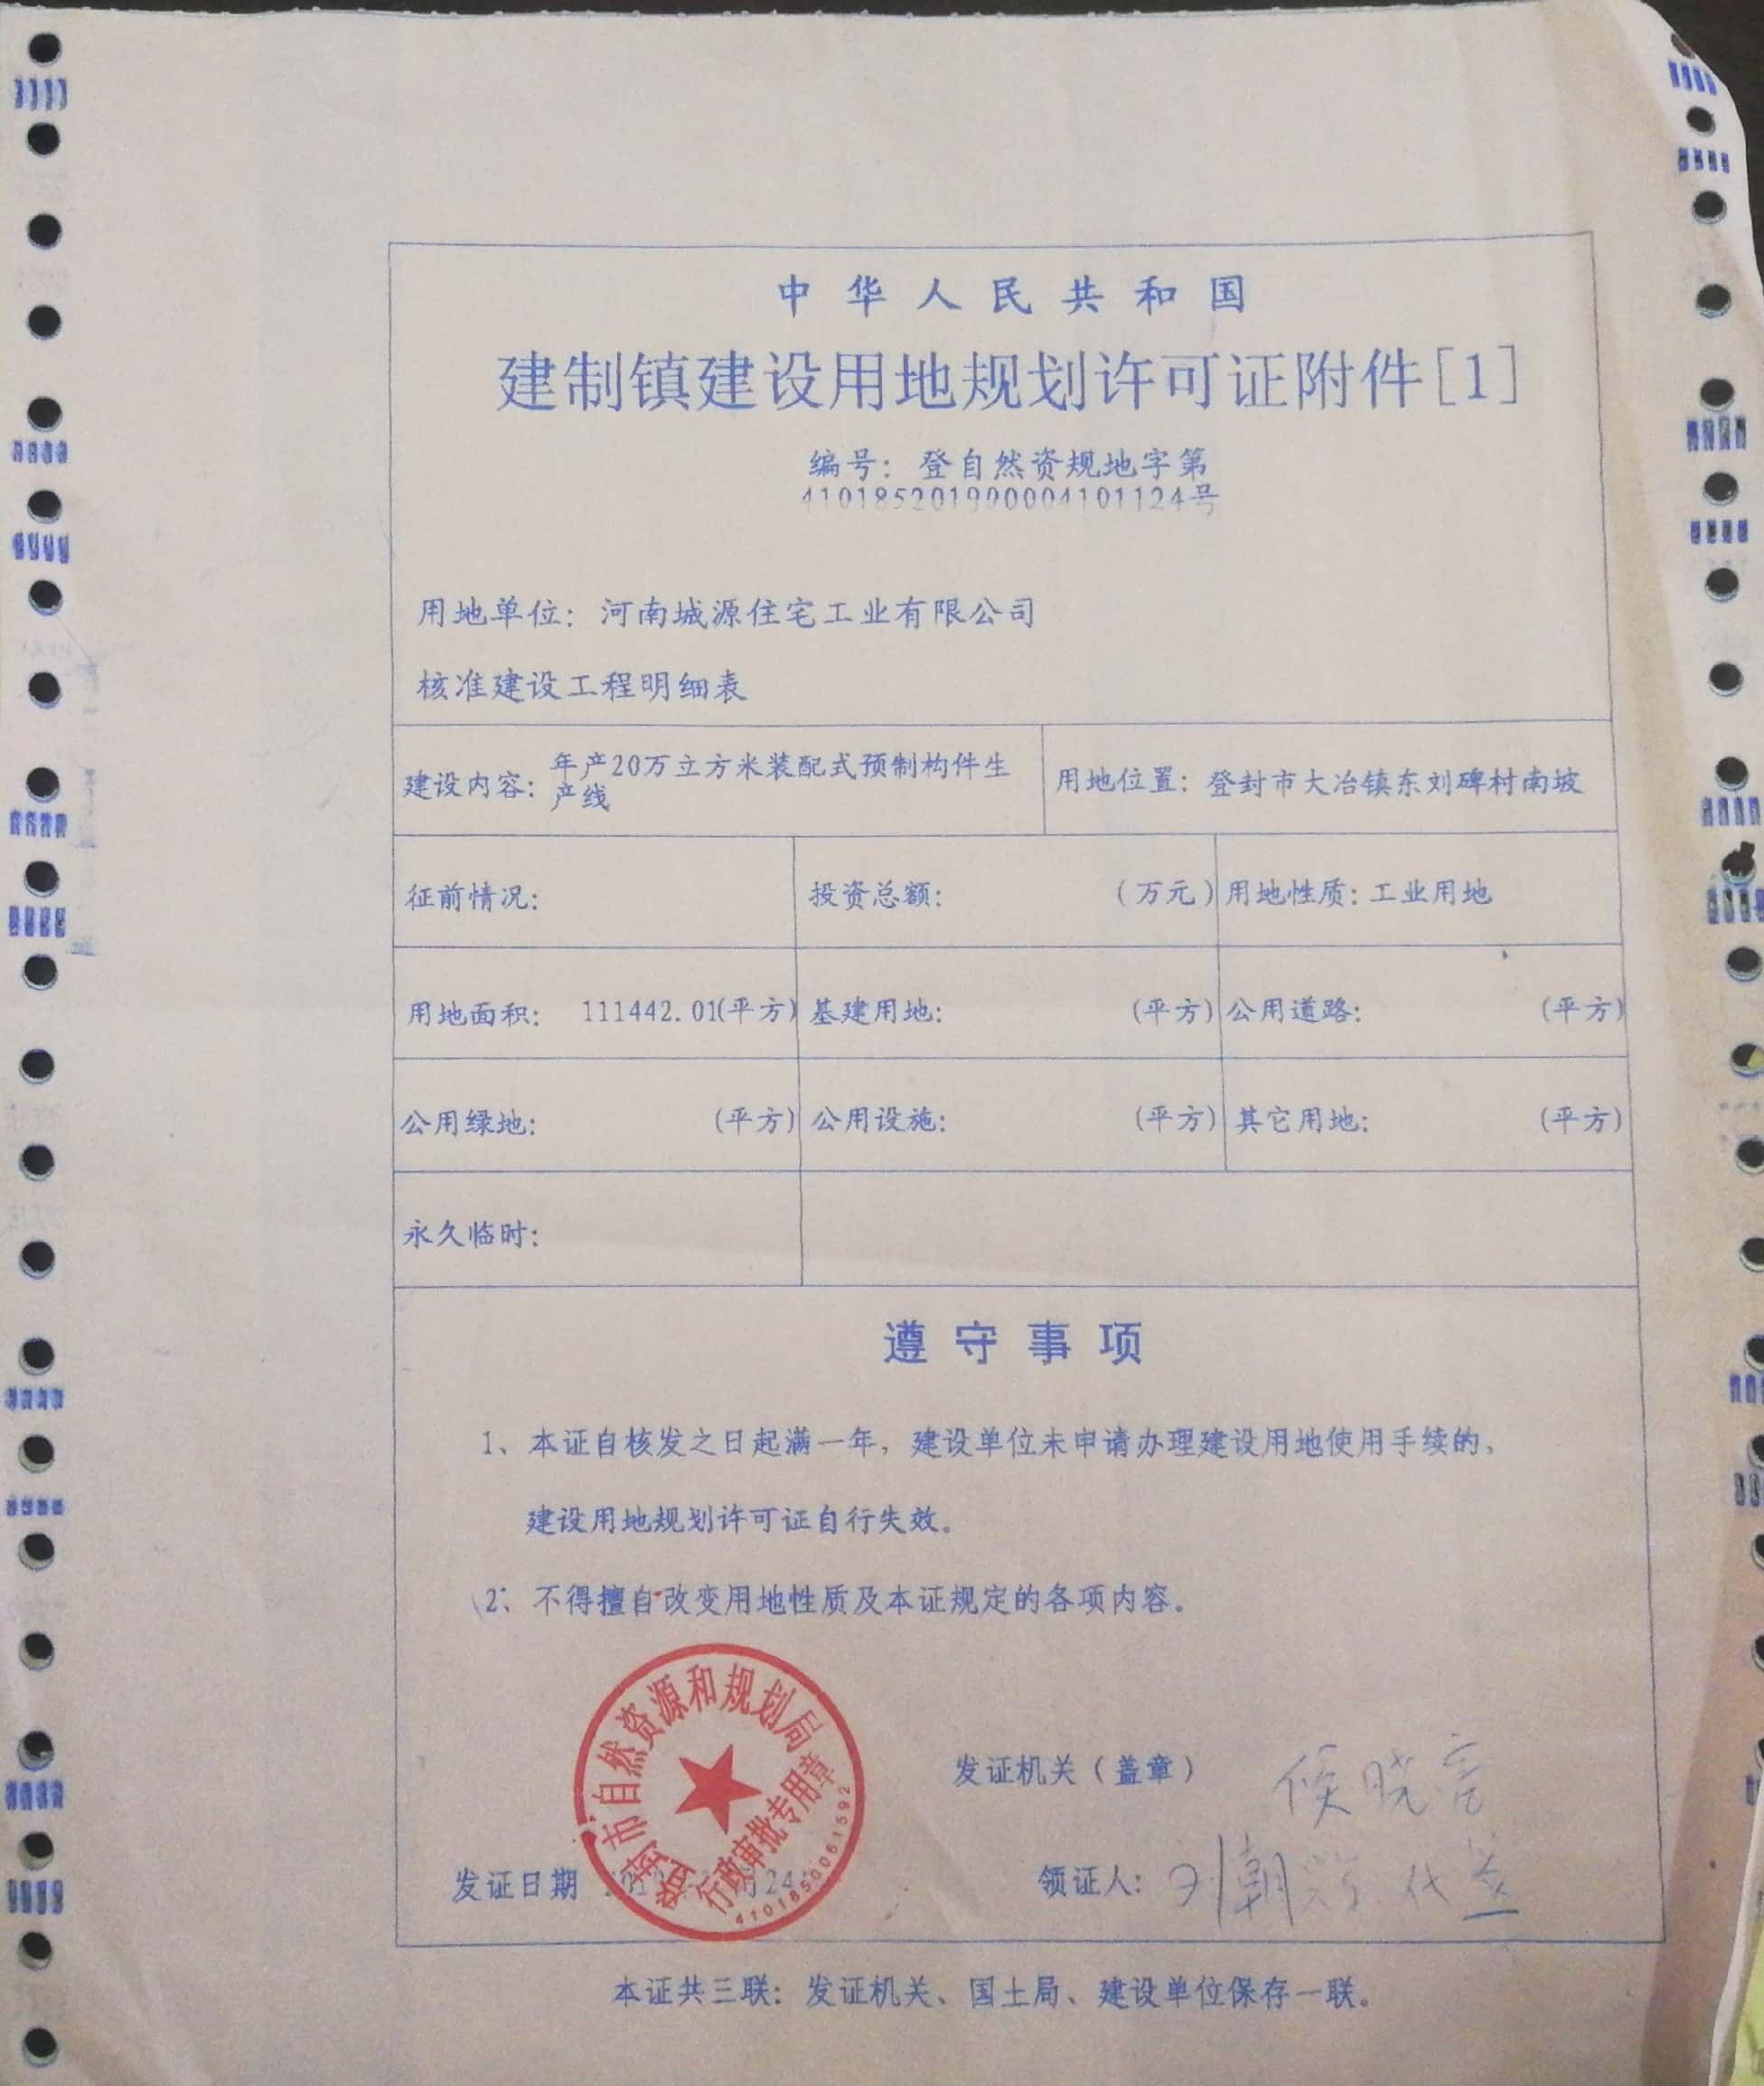 中华人民共和国
建制镇建设用地规划许可证附件[1]
编号：登自然资规地字第
410185201900004101124号
用地单位：河南城源住宅工业有限公司
核准建设工程明细表
建设内容：年产20万立方米装配式预制构件生
产线
用地位置：登封市大冶镇东刘碑村南坡
征前情况：
投资总额：（万元）
用地性质：工业用地
用地面积：111442.01(平方)
基建用地：(平方)
公用道路：(平方)
公用绿地：(平方)
公用设施：(平方)
其它用地：(平方)
永久临时：
遵守事项
1、本证自核发之日起满一年，建设单位未申请办理建设用地使用手续的，
建设用地规划许可证自行失效。
2、不得擅自改变用地性质及本证规定的各项内容。
登封市自然资源和规划局
行政审批专用章
4101850061592
发证机关（盖章）
发证日期
领证人：刘朝 代签
本证共三联：发证机关、国土局、建设单位保存一联。